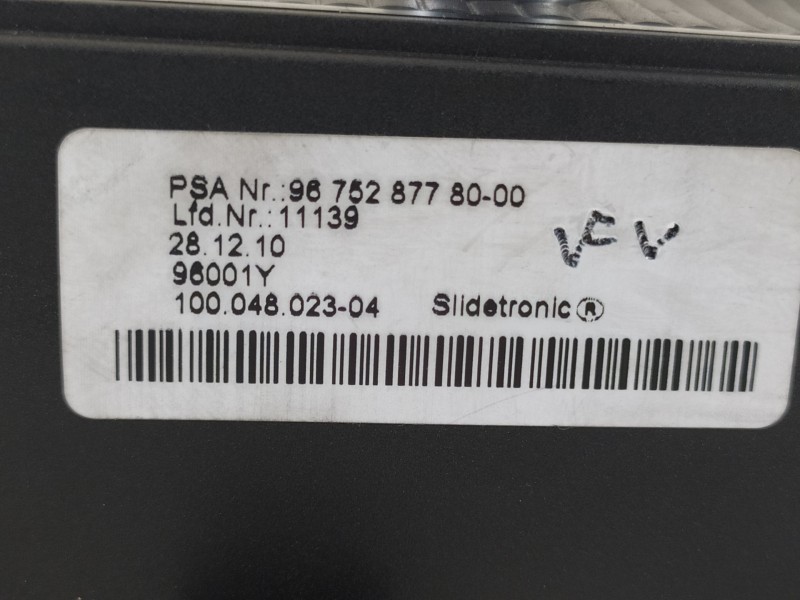 PSA Nr.:96 752 877 80-00
Lfd.Nr.:11139
28.12.10
96001Y
100.048.023-04 Slidetronic®